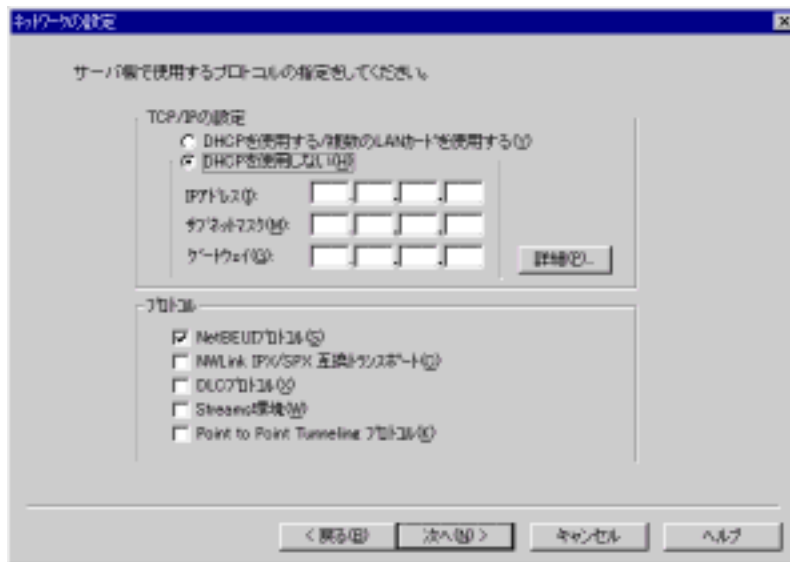 ネットワークの設定
サーバ機で使用するプロトコルの指定をしてください。
TCP/IPの設定
DHCPを使用する/複数のLANカードを使用する(Y)
DHCPを使用しない(H)
IPアドレス(I):
サブネットマスク(M):
ゲートウェイ(G):
詳細(P)...
プロトコル
NetBEUIプロトコル(S)
NWLink IPX/SPX 互換トランスポート(C)
DLCプロトコル(X)
Streams環境(W)
Point to Point Tunneling プロトコル(K)
< 戻る(B)
次へ(N) >
キャンセル
ヘルプ